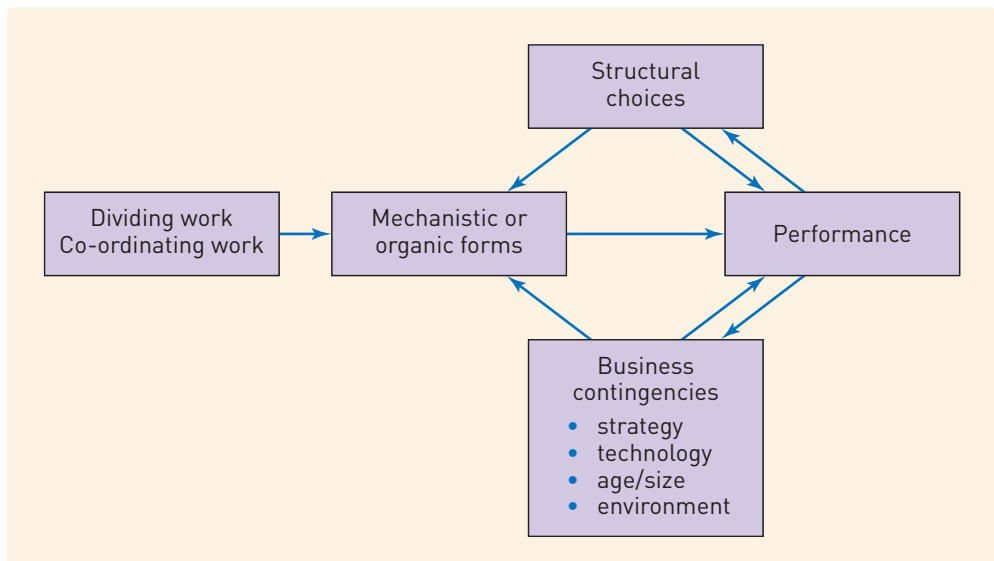 Structural
choices
Dividing work
Co-ordinating work
Mechanistic or
organic forms
Performance
Business
contingencies
• strategy
• technology
• age/size
• environment